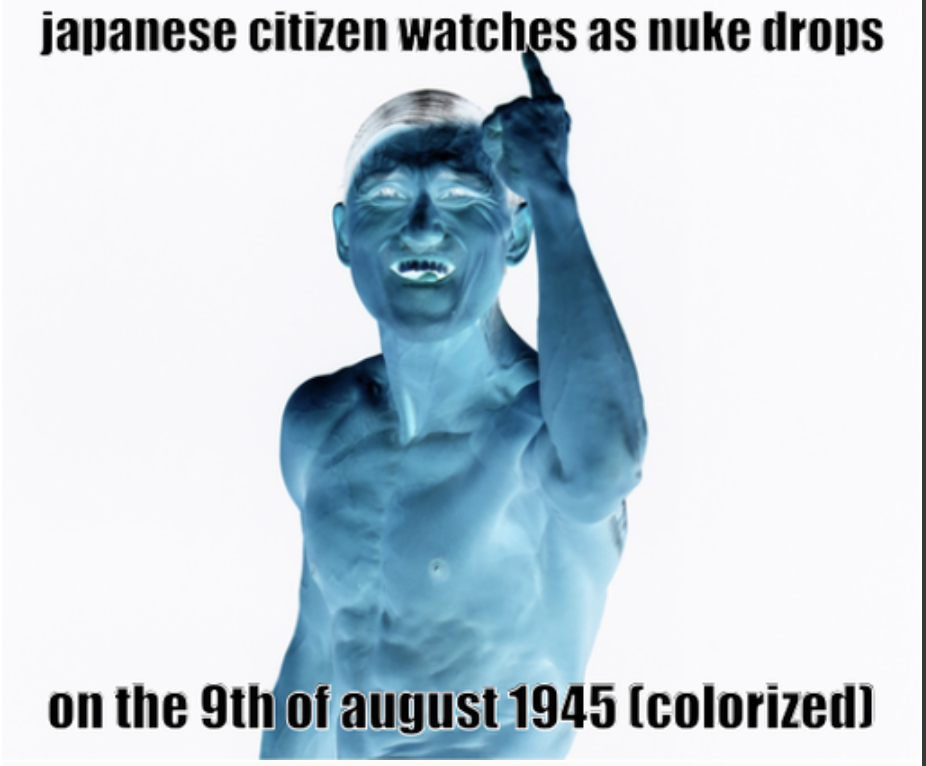 japanese citizen watches as nuke drops
on the 9th of august 1945 (colorized)